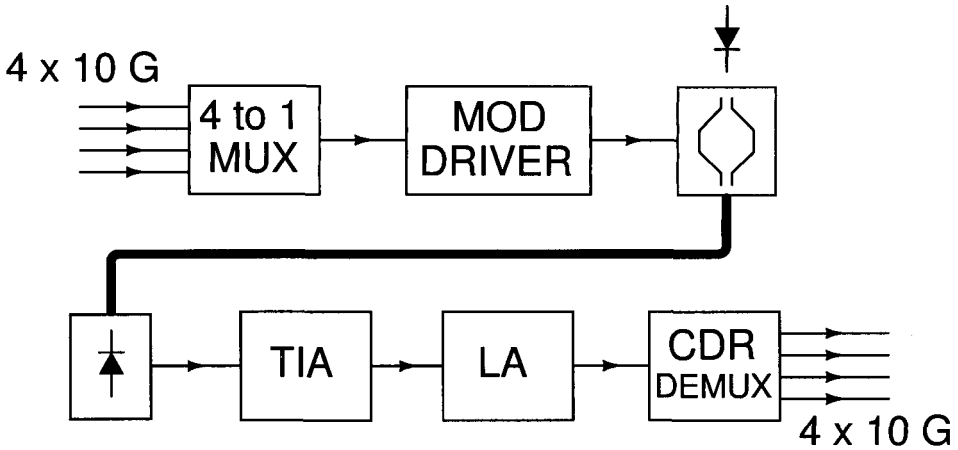 4 x 10 G
4 to 1
MUX
MOD
DRIVER
TIA
LA
CDR
DEMUX
4 x 10 G